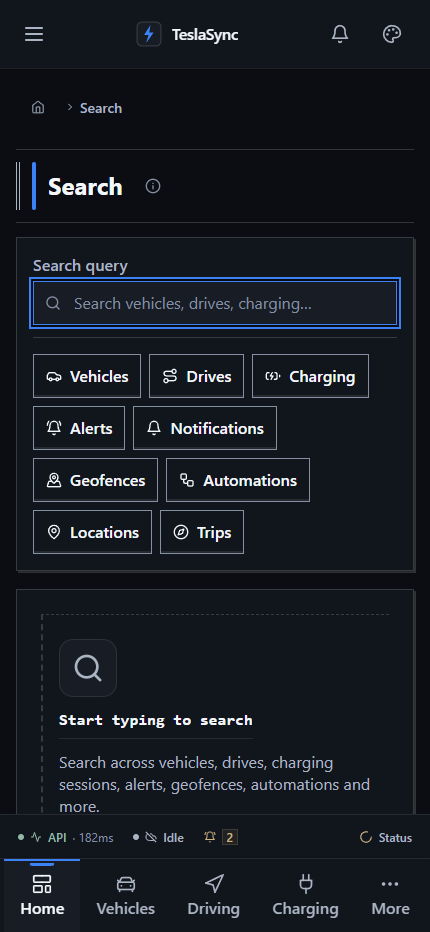 TeslaSync
Search
Search
Search query
Search vehicles, drives, charging...
Vehicles Drives Charging
Alerts Notifications
Geofences Automations
Locations Trips
Start typing to search
Search across vehicles, drives, charging
sessions, alerts, geofences, automations and
more.
API · 182ms Idle 2 Status
Home Vehicles Driving Charging More